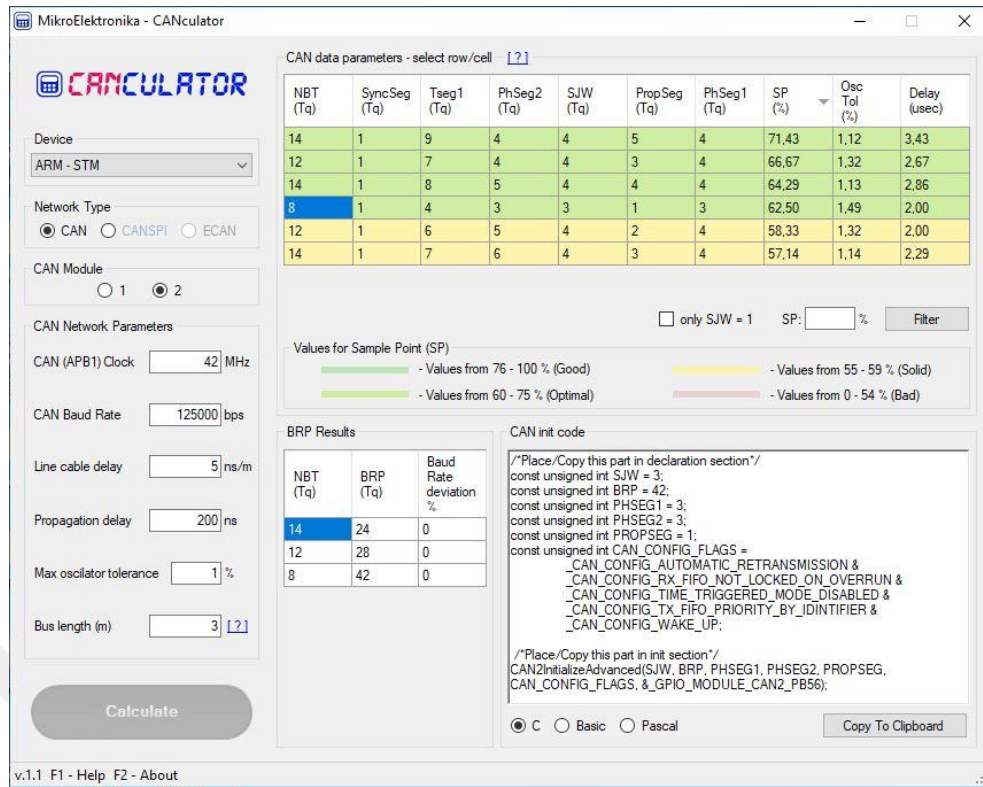 MikroElektronika - CANculator
CANCULATOR
Device
ARM - STM
Network Type
CAN CANSPI ECAN
CAN Module
1 2
CAN Network Parameters
CAN (APB1) Clock 42 MHz
CAN Baud Rate 125000 bps
Line cable delay 5 ns/m
Propagation delay 200 ns
Max oscilator tolerance 1 %
Bus length (m) 3 [?]
Calculate
CAN data parameters - select row/cell [?]
NBT (Tq) SyncSeg (Tq) Tseg1 (Tq) PhSeg2 (Tq) SJW (Tq) PropSeg (Tq) PhSeg1 (Tq) SP (%) Osc Tol (%) Delay (usec)
14 1 9 4 4 5 4 71,43 1,12 3,43
12 1 7 4 4 3 4 66,67 1,32 2,67
14 1 8 5 4 4 4 64,29 1,13 2,86
8 1 4 3 3 1 3 62,50 1,49 2,00
12 1 6 5 4 2 4 58,33 1,32 2,00
14 1 7 6 4 3 4 57,14 1,14 2,29
only SJW = 1 SP: % Filter
Values for Sample Point (SP)
- Values from 76 - 100 % (Good) - Values from 55 - 59 % (Solid)
- Values from 60 - 75 % (Optimal) - Values from 0 - 54 % (Bad)
BRP Results
NBT (Tq) BRP (Tq) Baud Rate deviation %
14 24 0
12 28 0
8 42 0
CAN init code
/*Place/Copy this part in declaration section*/
const unsigned int SJW = 3;
const unsigned int BRP = 42;
const unsigned int PHSEG1 = 3;
const unsigned int PHSEG2 = 3;
const unsigned int PROPSEG = 1;
const unsigned int CAN_CONFIG_FLAGS =
_CAN_CONFIG_AUTOMATIC_RETRANSMISSION &
_CAN_CONFIG_RX_FIFO_NOT_LOCKED_ON_OVERRUN &
_CAN_CONFIG_TIME_TRIGGERED_MODE_DISABLED &
_CAN_CONFIG_TX_FIFO_PRIORITY_BY_IDINTIFIER &
_CAN_CONFIG_WAKE_UP;
/*Place/Copy this part in init section*/
CAN2InitializeAdvanced(SJW, BRP, PHSEG1, PHSEG2, PROPSEG,
CAN_CONFIG_FLAGS, &_GPIO_MODULE_CAN2_PB56);
C Basic Pascal Copy To Clipboard
v.1.1 F1 - Help F2 - About